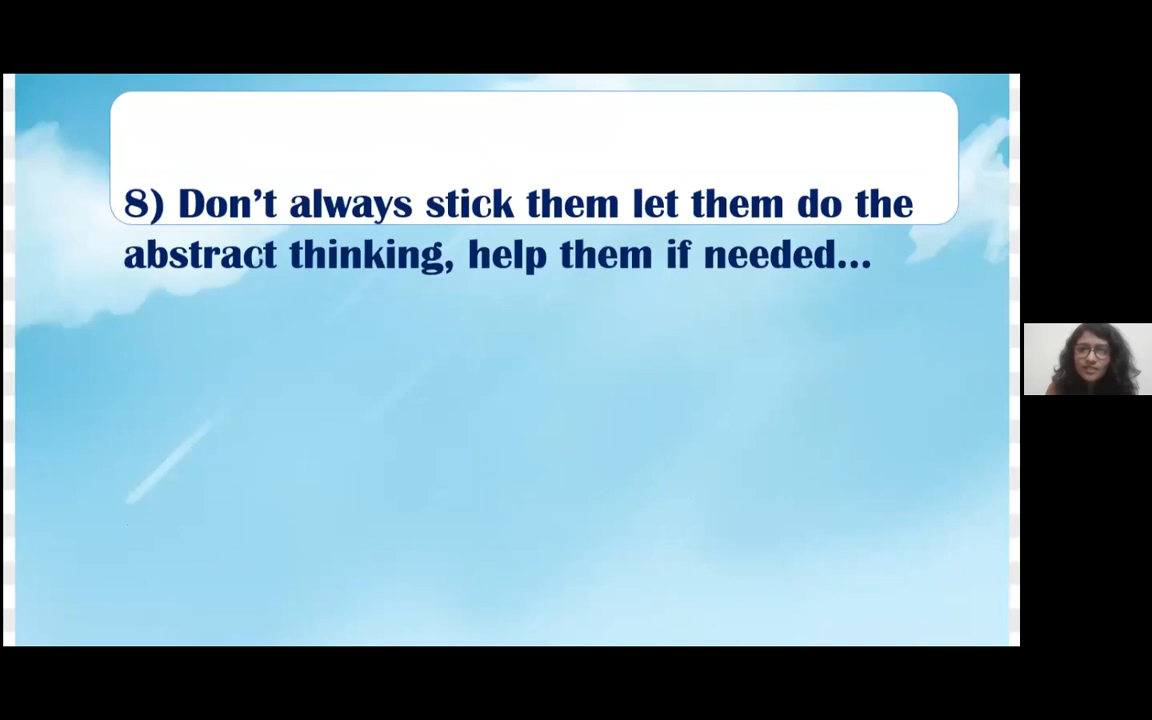 8) Don’t always stick them let them do the
abstract thinking, help them if needed...